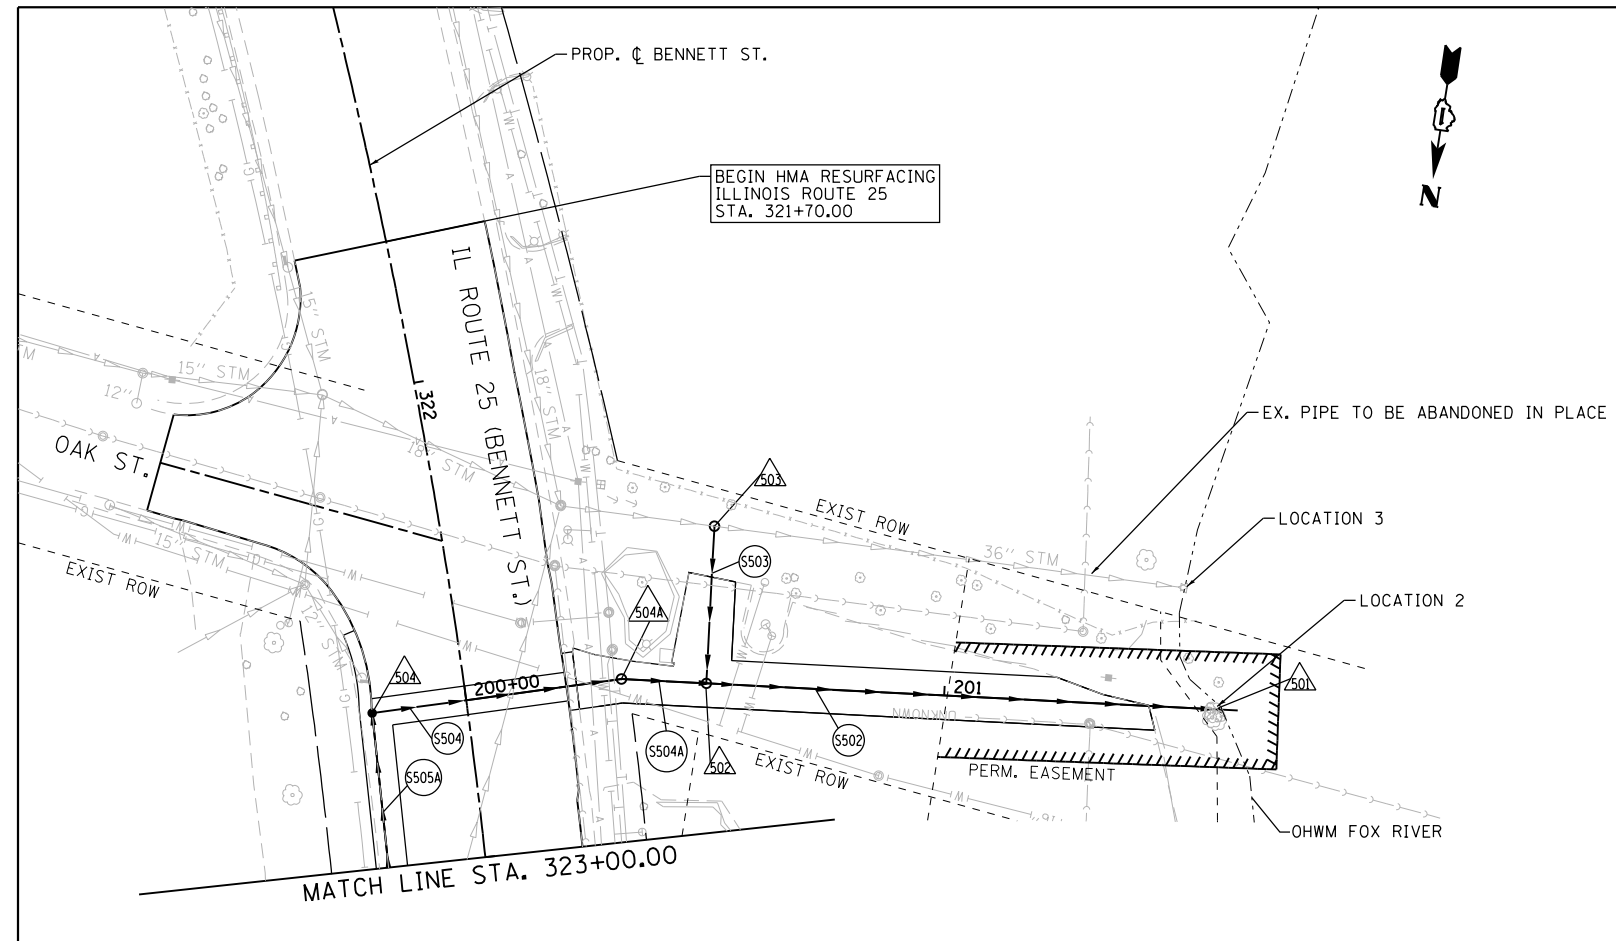 PROP. ℄ BENNETT ST.
BEGIN HMA RESURFACING
ILLINOIS ROUTE 25
STA. 321+70.00
N
IL ROUTE 25 (BENNETT ST.)
15" STM
15" STM
12"
STM
322
18" STM
18" STM
OAK ST.
15" STM
EXIST ROW
12" STM
EX. PIPE TO BE ABANDONED IN PLACE
503
EXIST ROW
36" STM
LOCATION 3
S503
LOCATION 2
504A
504
200+00
201
501
UNKNOWN
S504
S504A
502
S502
S505A
EXIST ROW
PERM. EASEMENT
OHWM FOX RIVER
MATCH LINE STA. 323+00.00